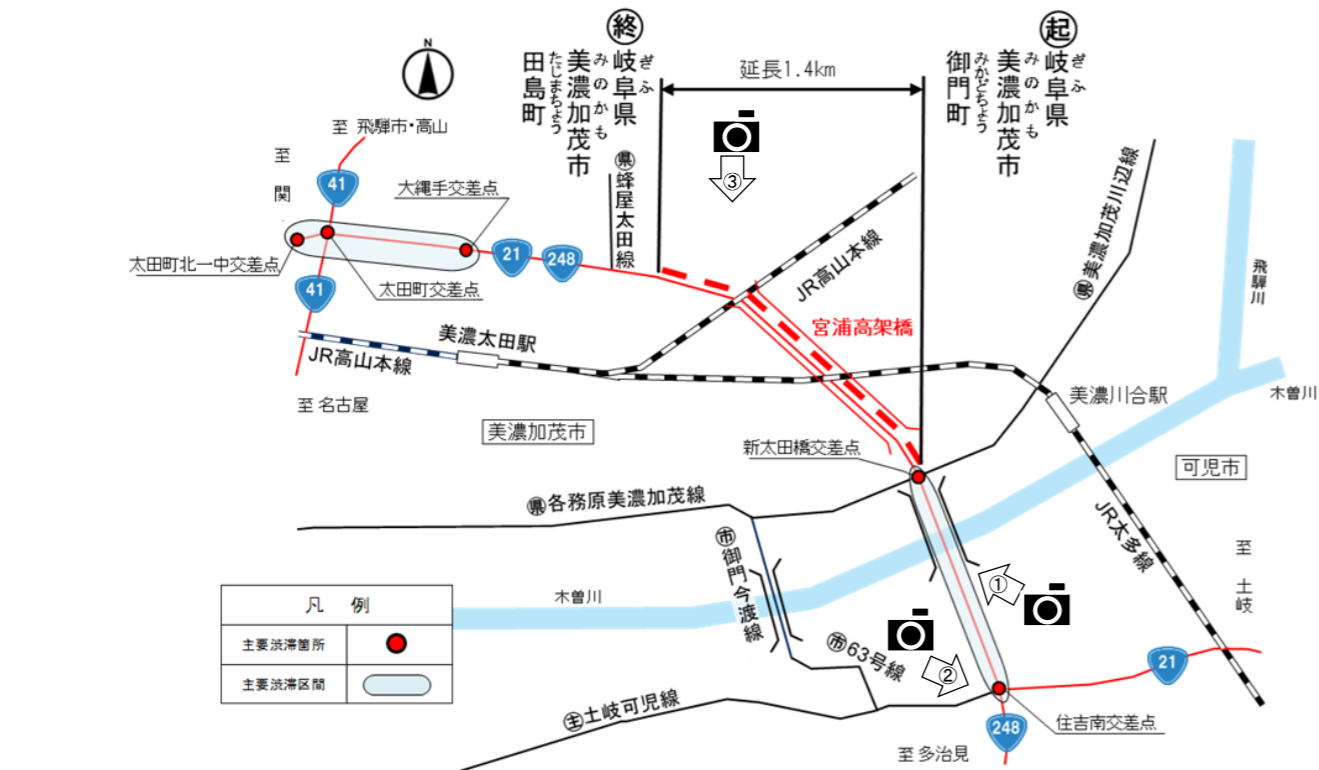 終
岐阜県
ぎふ
美濃加茂市
みのかも
田島町
たじまちょう
延長1.4km
起
岐阜県
ぎふ
美濃加茂市
みのかも
御門町
みかどちょう
N
至 飛騨市・高山
至 関
41
大縄手交差点
県 蜂屋太田線
③
21
248
太田町北一中交差点
太田町交差点
41
JR高山本線
宮浦高架橋
県 美濃加茂川辺線
飛騨川
美濃太田駅
JR高山本線
至 名古屋
美濃加茂市
美濃川合駅
木曽川
新太田橋交差点
可児市
県 各務原美濃加茂線
JR太多線
市 御門今渡線
至 土岐
凡 例
主要渋滞箇所
主要渋滞区間
木曽川
①
市 63号線
②
21
主 土岐可児線
住吉南交差点
248
至 多治見